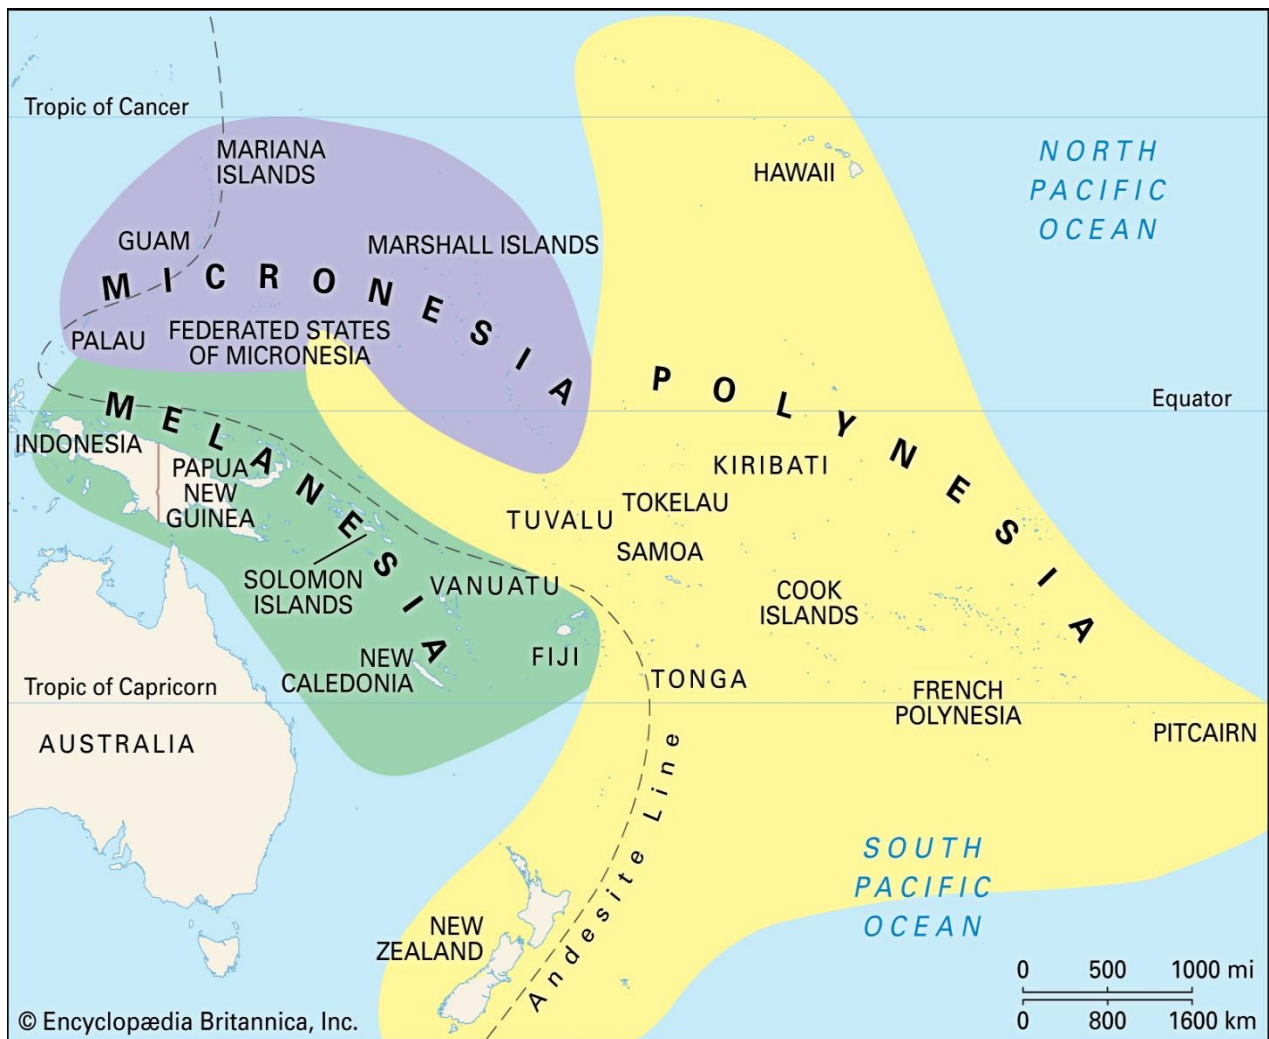 Tropic of Cancer
MARIANA
ISLANDS
HAWAII
NORTH
PACIFIC
OCEAN
GUAM
MARSHALL ISLANDS
MICRONESIA
PALAU
FEDERATED STATES
OF MICRONESIA
POLYNESIA
Equator
MELANESIA
INDONESIA
PAPUA
NEW
GUINEA
KIRIBATI
TOKELAU
TUVALU
SAMOA
SOLOMON
ISLANDS
VANUATU
COOK
ISLANDS
FIJI
NEW
CALEDONIA
TONGA
Tropic of Capricorn
FRENCH
POLYNESIA
PITCAIRN
AUSTRALIA
Andesite Line
SOUTH
PACIFIC
OCEAN
NEW
ZEALAND
0 500 1000 mi
0 800 1600 km
© Encyclopædia Britannica, Inc.